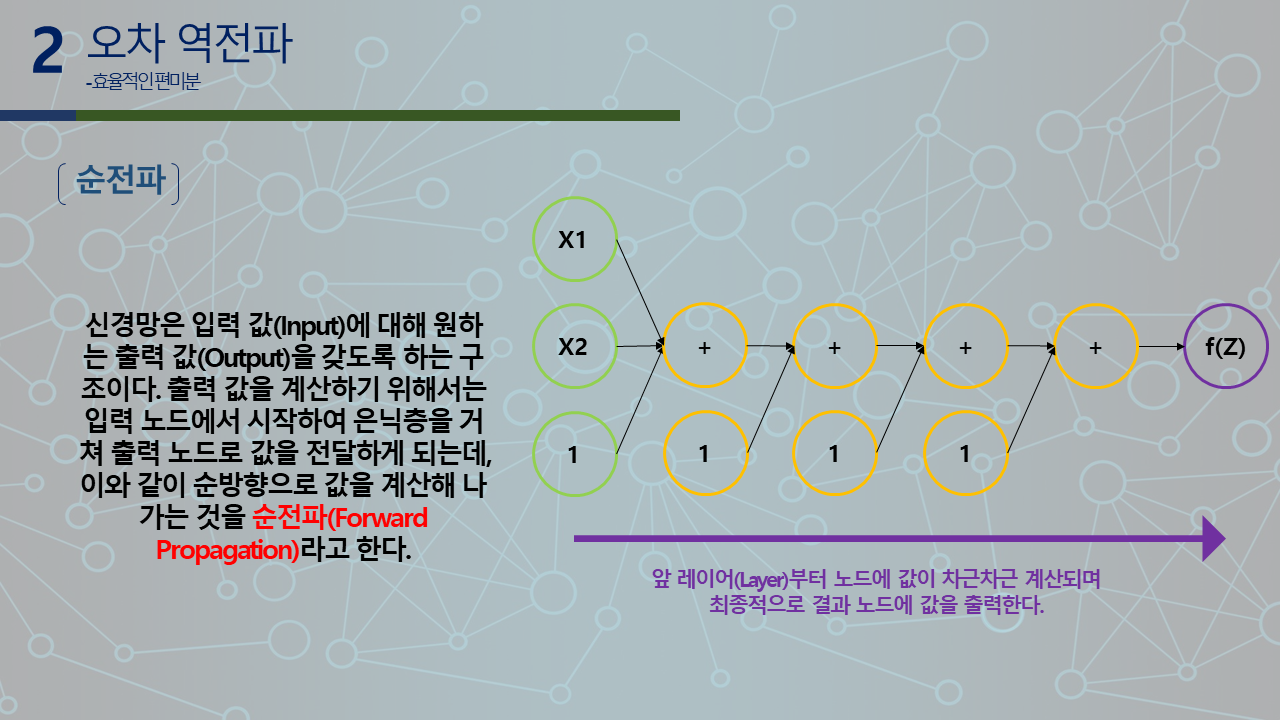 2
오차 역전파
-효율적인 편미분
순전파
신경망은 입력 값(Input)에 대해 원하
는 출력 값(Output)을 갖도록 하는 구
조이다. 출력 값을 계산하기 위해서는
입력 노드에서 시작하여 은닉층을 거
쳐 출력 노드로 값을 전달하게 되는데,
이와 같이 순방향으로 값을 계산해 나
가는 것을 순전파(Forward
Propagation)라고 한다.
X1
X2 + + + + f(Z)
1 1 1 1
앞 레이어(Layer)부터 노드에 값이 차근차근 계산되며
최종적으로 결과 노드에 값을 출력한다.